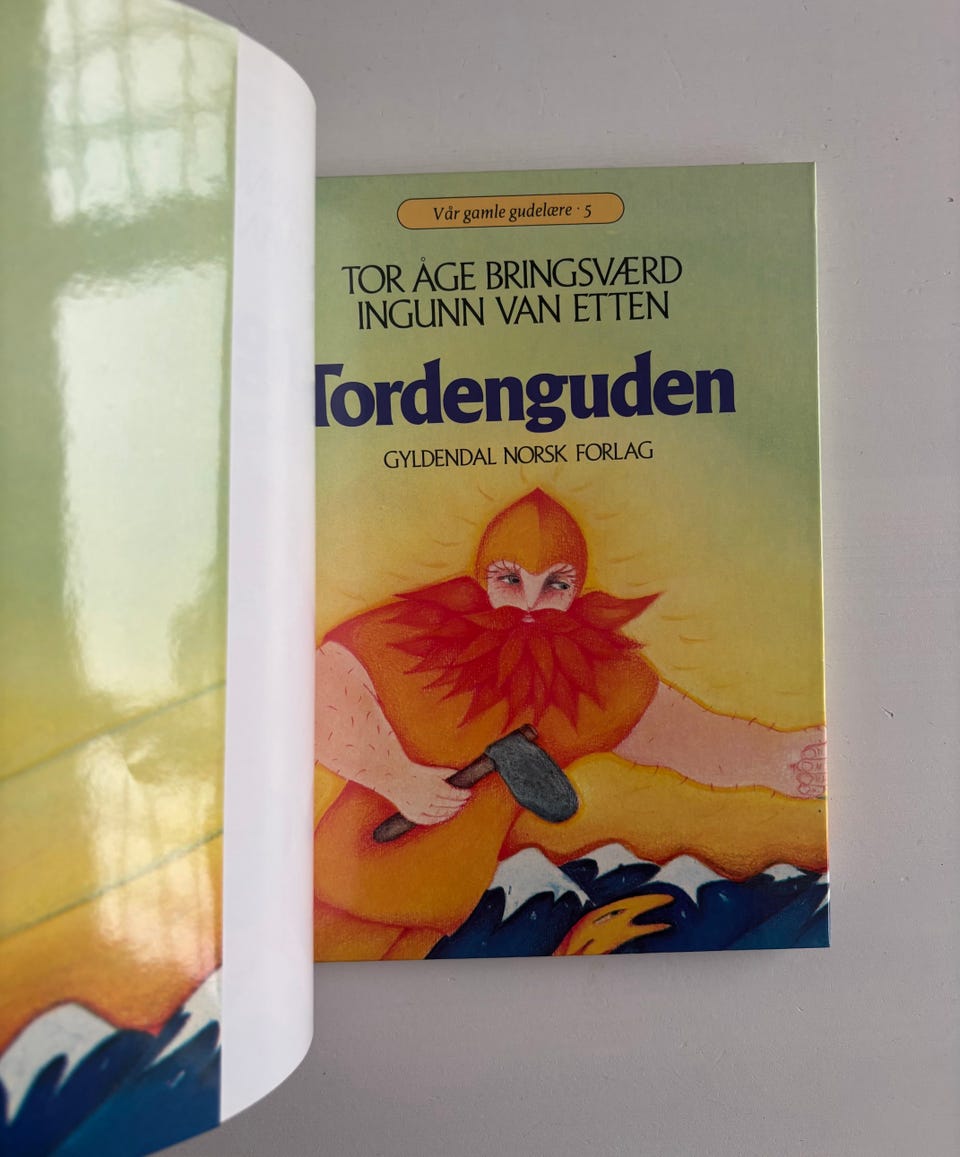 Vår gamle gudelære · 5
TOR ÅGE BRINGSVÆRD
INGUNN VAN ETTEN
Tordenguden
GYLDENDAL NORSK FORLAG